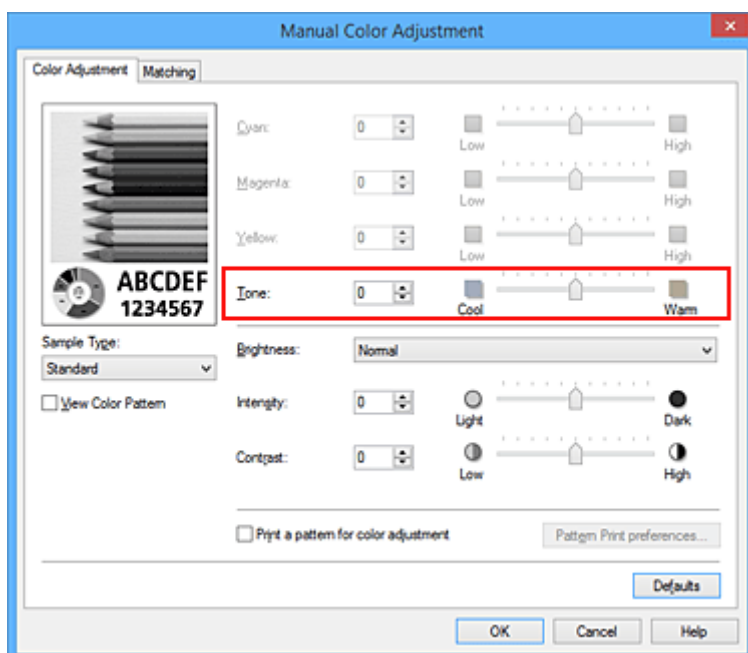 Manual Color Adjustment
Color Adjustment Matching
Cyan: 0 Low High
Magenta: 0 Low High
Yellow: 0 Low High
ABCDEF
1234567
Tone: 0 Cool Warm
Sample Type:
Standard
View Color Pattern
Brightness: Normal
Intensity: 0 Light Dark
Contrast: 0 Low High
Print a pattern for color adjustment Pattern Print preferences...
Defaults
OK Cancel Help